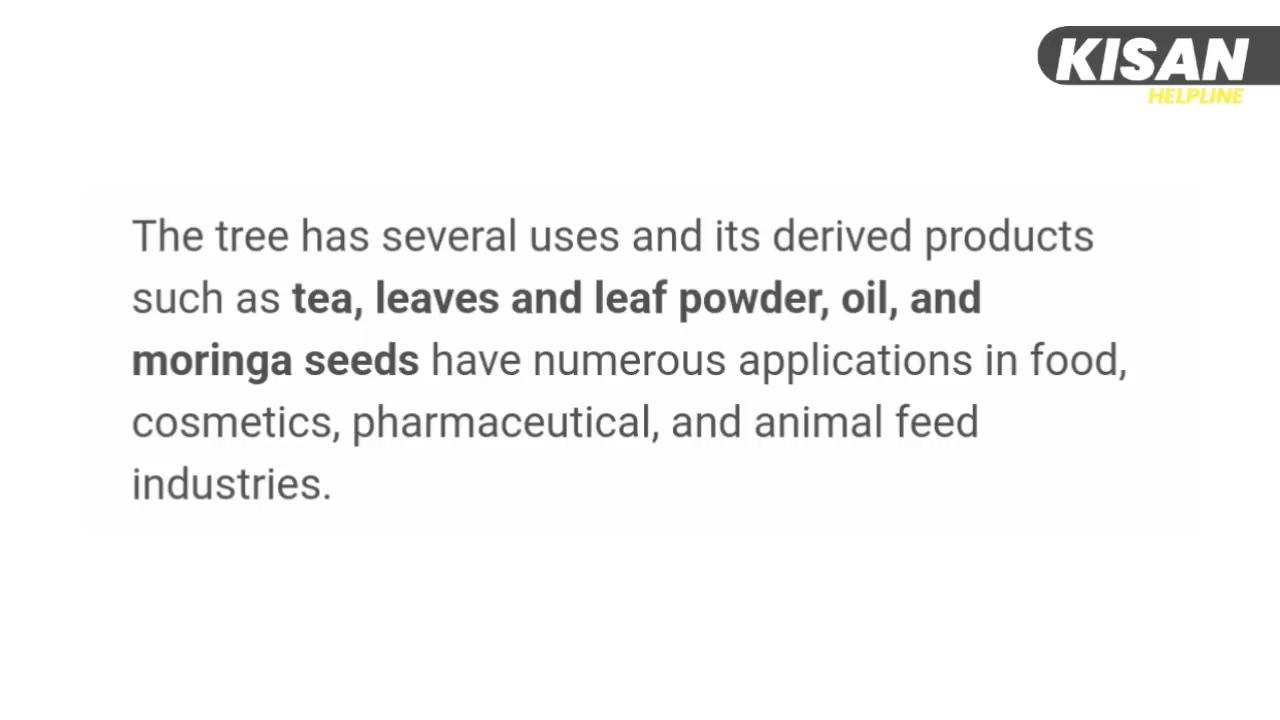 KISAN
HELPLINE
The tree has several uses and its derived products
such as tea, leaves and leaf powder, oil, and
moringa seeds have numerous applications in food,
cosmetics, pharmaceutical, and animal feed
industries.